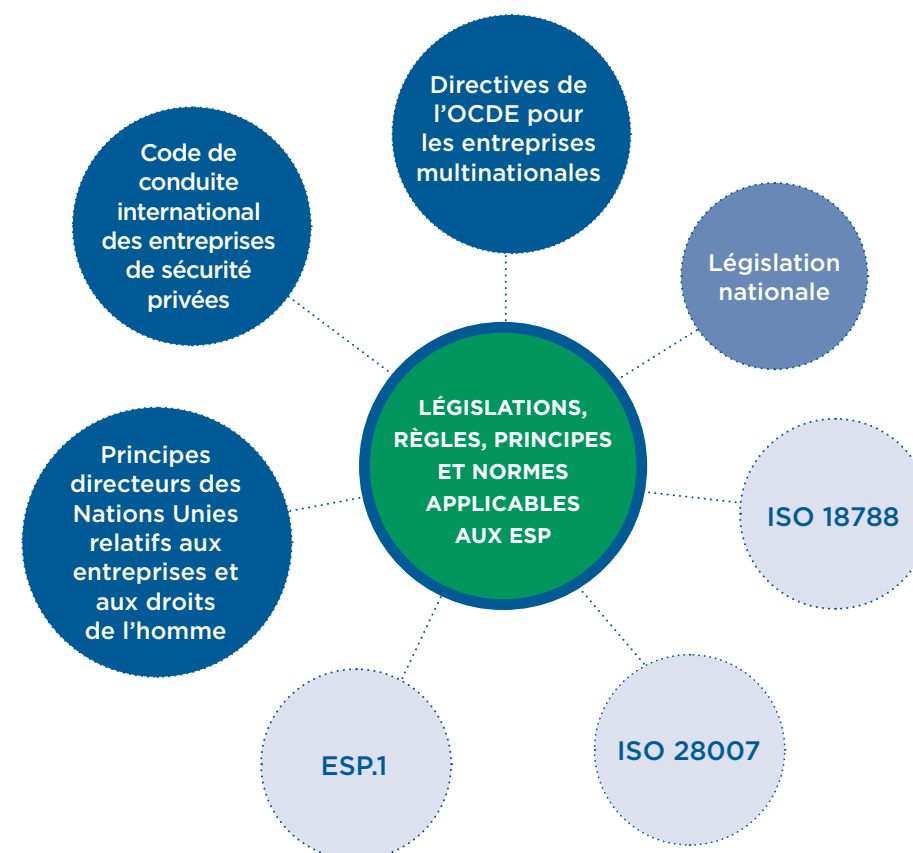 Directives de
l’OCDE pour
les entreprises
multinationales
Code de
conduite
international
des entreprises
de sécurité
privées
Législation
nationale
LÉGISLATIONS,
RÈGLES, PRINCIPES
ET NORMES
APPLICABLES
AUX ESP
Principes
directeurs des
Nations Unies
relatifs aux
entreprises et
aux droits
de l’homme
ISO 18788
ISO 28007
ESP.1